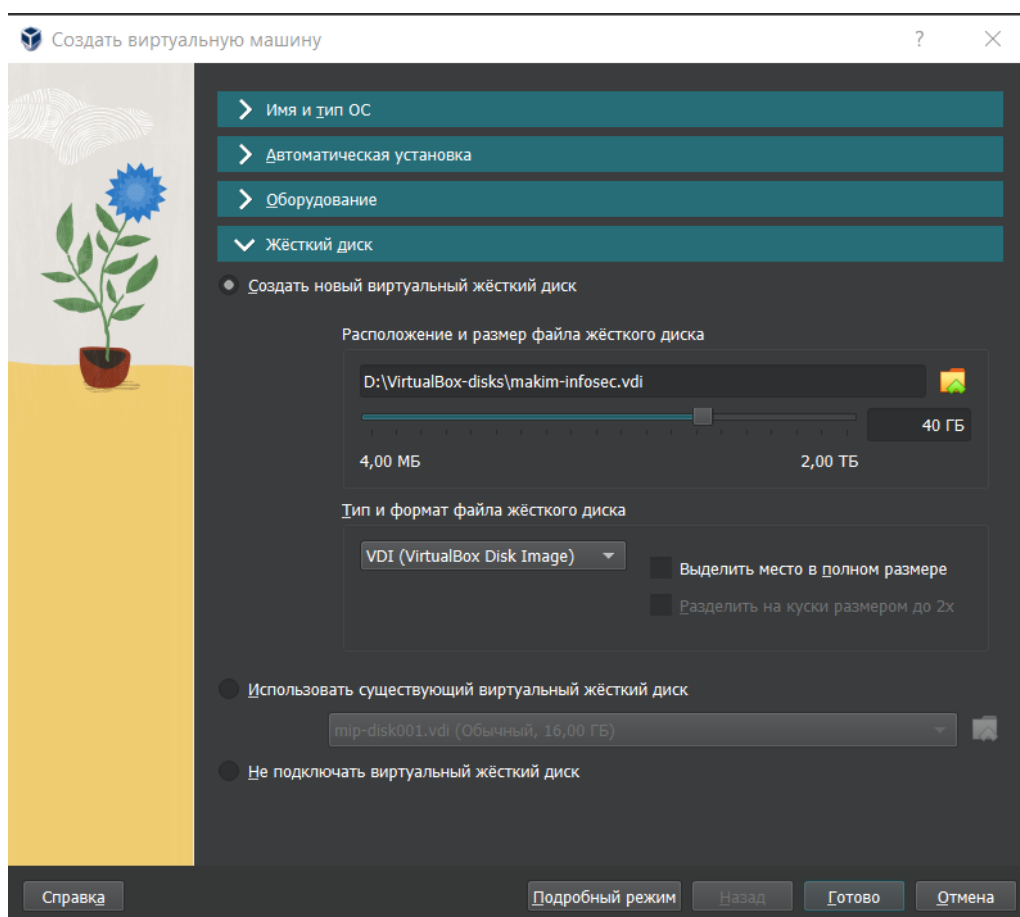 Создать виртуальную машину
?
Имя и тип ОС
Автоматическая установка
Оборудование
Жёсткий диск
Создать новый виртуальный жёсткий диск
Расположение и размер файла жёсткого диска
D:\VirtualBox-disks\makim-infosec.vdi
40 ГБ
4,00 МБ 2,00 ТБ
Тип и формат файла жёсткого диска
VDI (VirtualBox Disk Image)
Выделить место в полном размере
Разделить на куски размером до 2х
Использовать существующий виртуальный жёсткий диск
mip-disk001.vdi (Обычный, 16,00 ГБ)
Не подключать виртуальный жёсткий диск
Справка Подробный режим Назад Готово Отмена